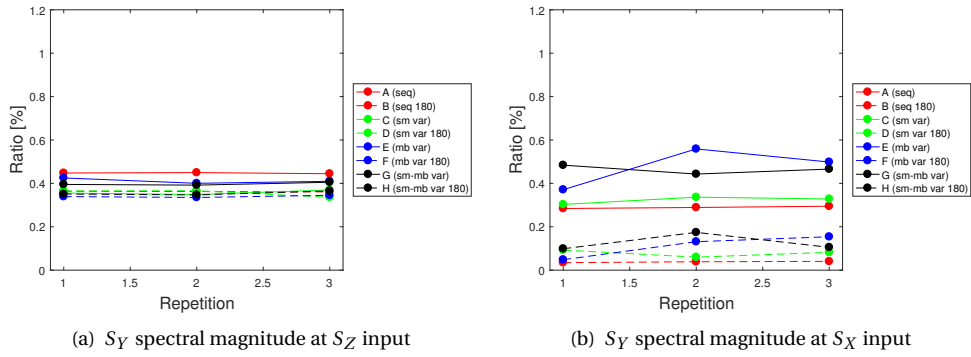 1.2
1
0.8
0.6
0.4
0.2
0
Ratio [%]
1
1.5
2
2.5
3
Repetition
A (seq)
B (seq 180)
C (sm var)
D (sm var 180)
E (mb var)
F (mb var 180)
G (sm-mb var)
H (sm-mb var 180)
(a) SY spectral magnitude at SZ input
1.2
1
0.8
0.6
0.4
0.2
0
Ratio [%]
1
1.5
2
2.5
3
Repetition
A (seq)
B (seq 180)
C (sm var)
D (sm var 180)
E (mb var)
F (mb var 180)
G (sm-mb var)
H (sm-mb var 180)
(b) SY spectral magnitude at SX input